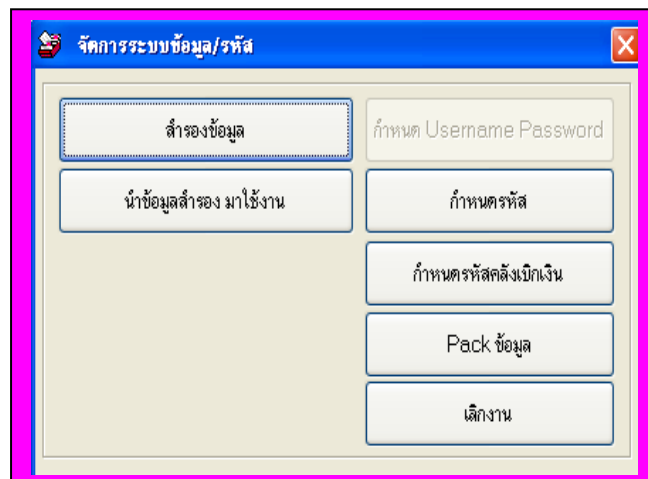 จัดการระบบข้อมูล/รหัส
สำรองข้อมูล
กำหนด Username Password
นำข้อมูลสำรอง มาใช้งาน
กำหนดรหัส
กำหนดรหัสคลังเบิกเงิน
Pack ข้อมูล
เลิกงาน